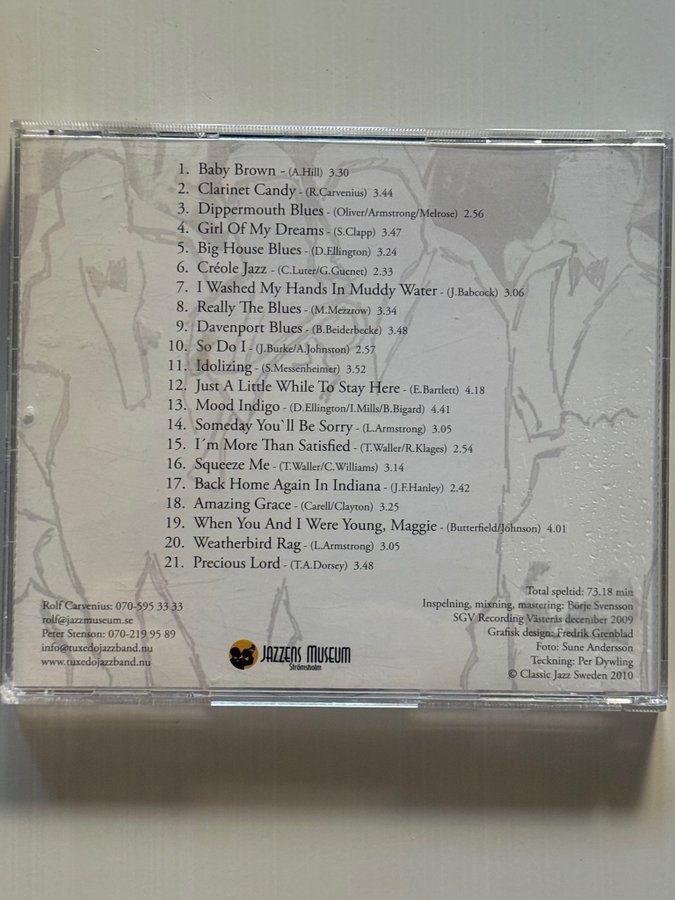 1. Baby Brown - (A.Hill) 3.30
2. Clarinet Candy - (R.Carvenius) 3.44
3. Dippermouth Blues - (Oliver/Armstrong/Melrose) 2.56
4. Girl Of My Dreams - (S.Clapp) 3.47
5. Big House Blues - (D.Ellington) 3.24
6. Créole Jazz - (C.Luter/G.Guenet) 2.33
7. I Washed My Hands In Muddy Water - (J.Babcock) 3.06
8. Really The Blues - (M.Mezzrow) 3.34
9. Davenport Blues - (B.Beiderbecke) 3.48
10. So Do I - (J.Burke/A.Johnston) 2.57
11. Idolizing - (S.Messenheimer) 3.52
12. Just A Little While To Stay Here - (E.Bartlett) 4.18
13. Mood Indigo - (D.Ellington/I.Mills/B.Bigard) 4.41
14. Someday You`ll Be Sorry - (L.Armstrong) 3.05
15. I´m More Than Satisfied - (T.Waller/R.Klages) 2.54
16. Squeeze Me - (T.Waller/C.Williams) 3.14
17. Back Home Again In Indiana - (J.F.Hanley) 2.42
18. Amazing Grace - (Carell/Clayton) 3.25
19. When You And I Were Young, Maggie - (Butterfield/Johnson) 4.01
20. Weatherbird Rag - (L.Armstrong) 3.05
21. Precious Lord - (T.A.Dorsey) 3.48
Rolf Carvenius: 070-595 33 33
rolf@jazzmuseum.se
Peter Stenson: 070-219 95 89
info@tuxedojazzband.nu
www.tuxedojazzband.nu
JAZZENS MUSEUM
Strömsholm
Total speltid: 73.18 min
Inspelning, mixning, mastering: Börje Svensson
SGV Recording Västerås december 2009
Grafisk design: Fredrik Grenblad
Foto: Sune Andersson
Teckning: Per Dywling
© Classic Jazz Sweden 2010